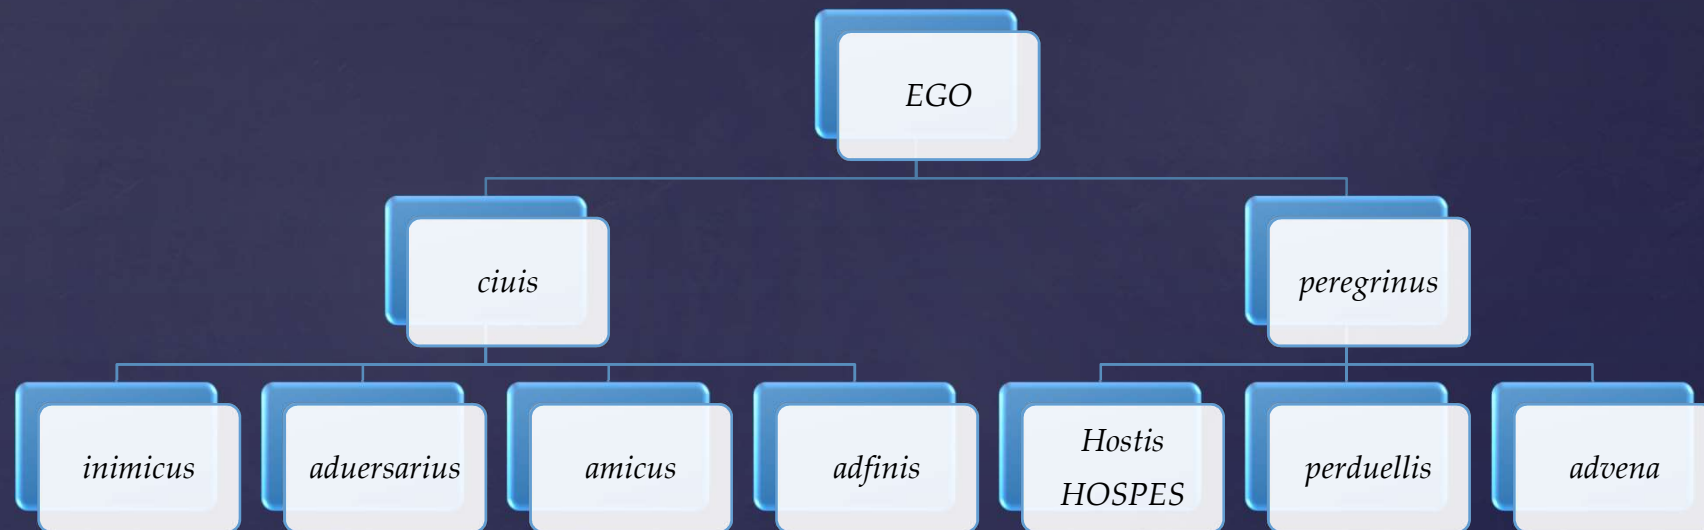 EGO
ciuis
peregrinus
inimicus
aduersarius
amicus
adfinis
Hostis
HOSPES
perduellis
advena